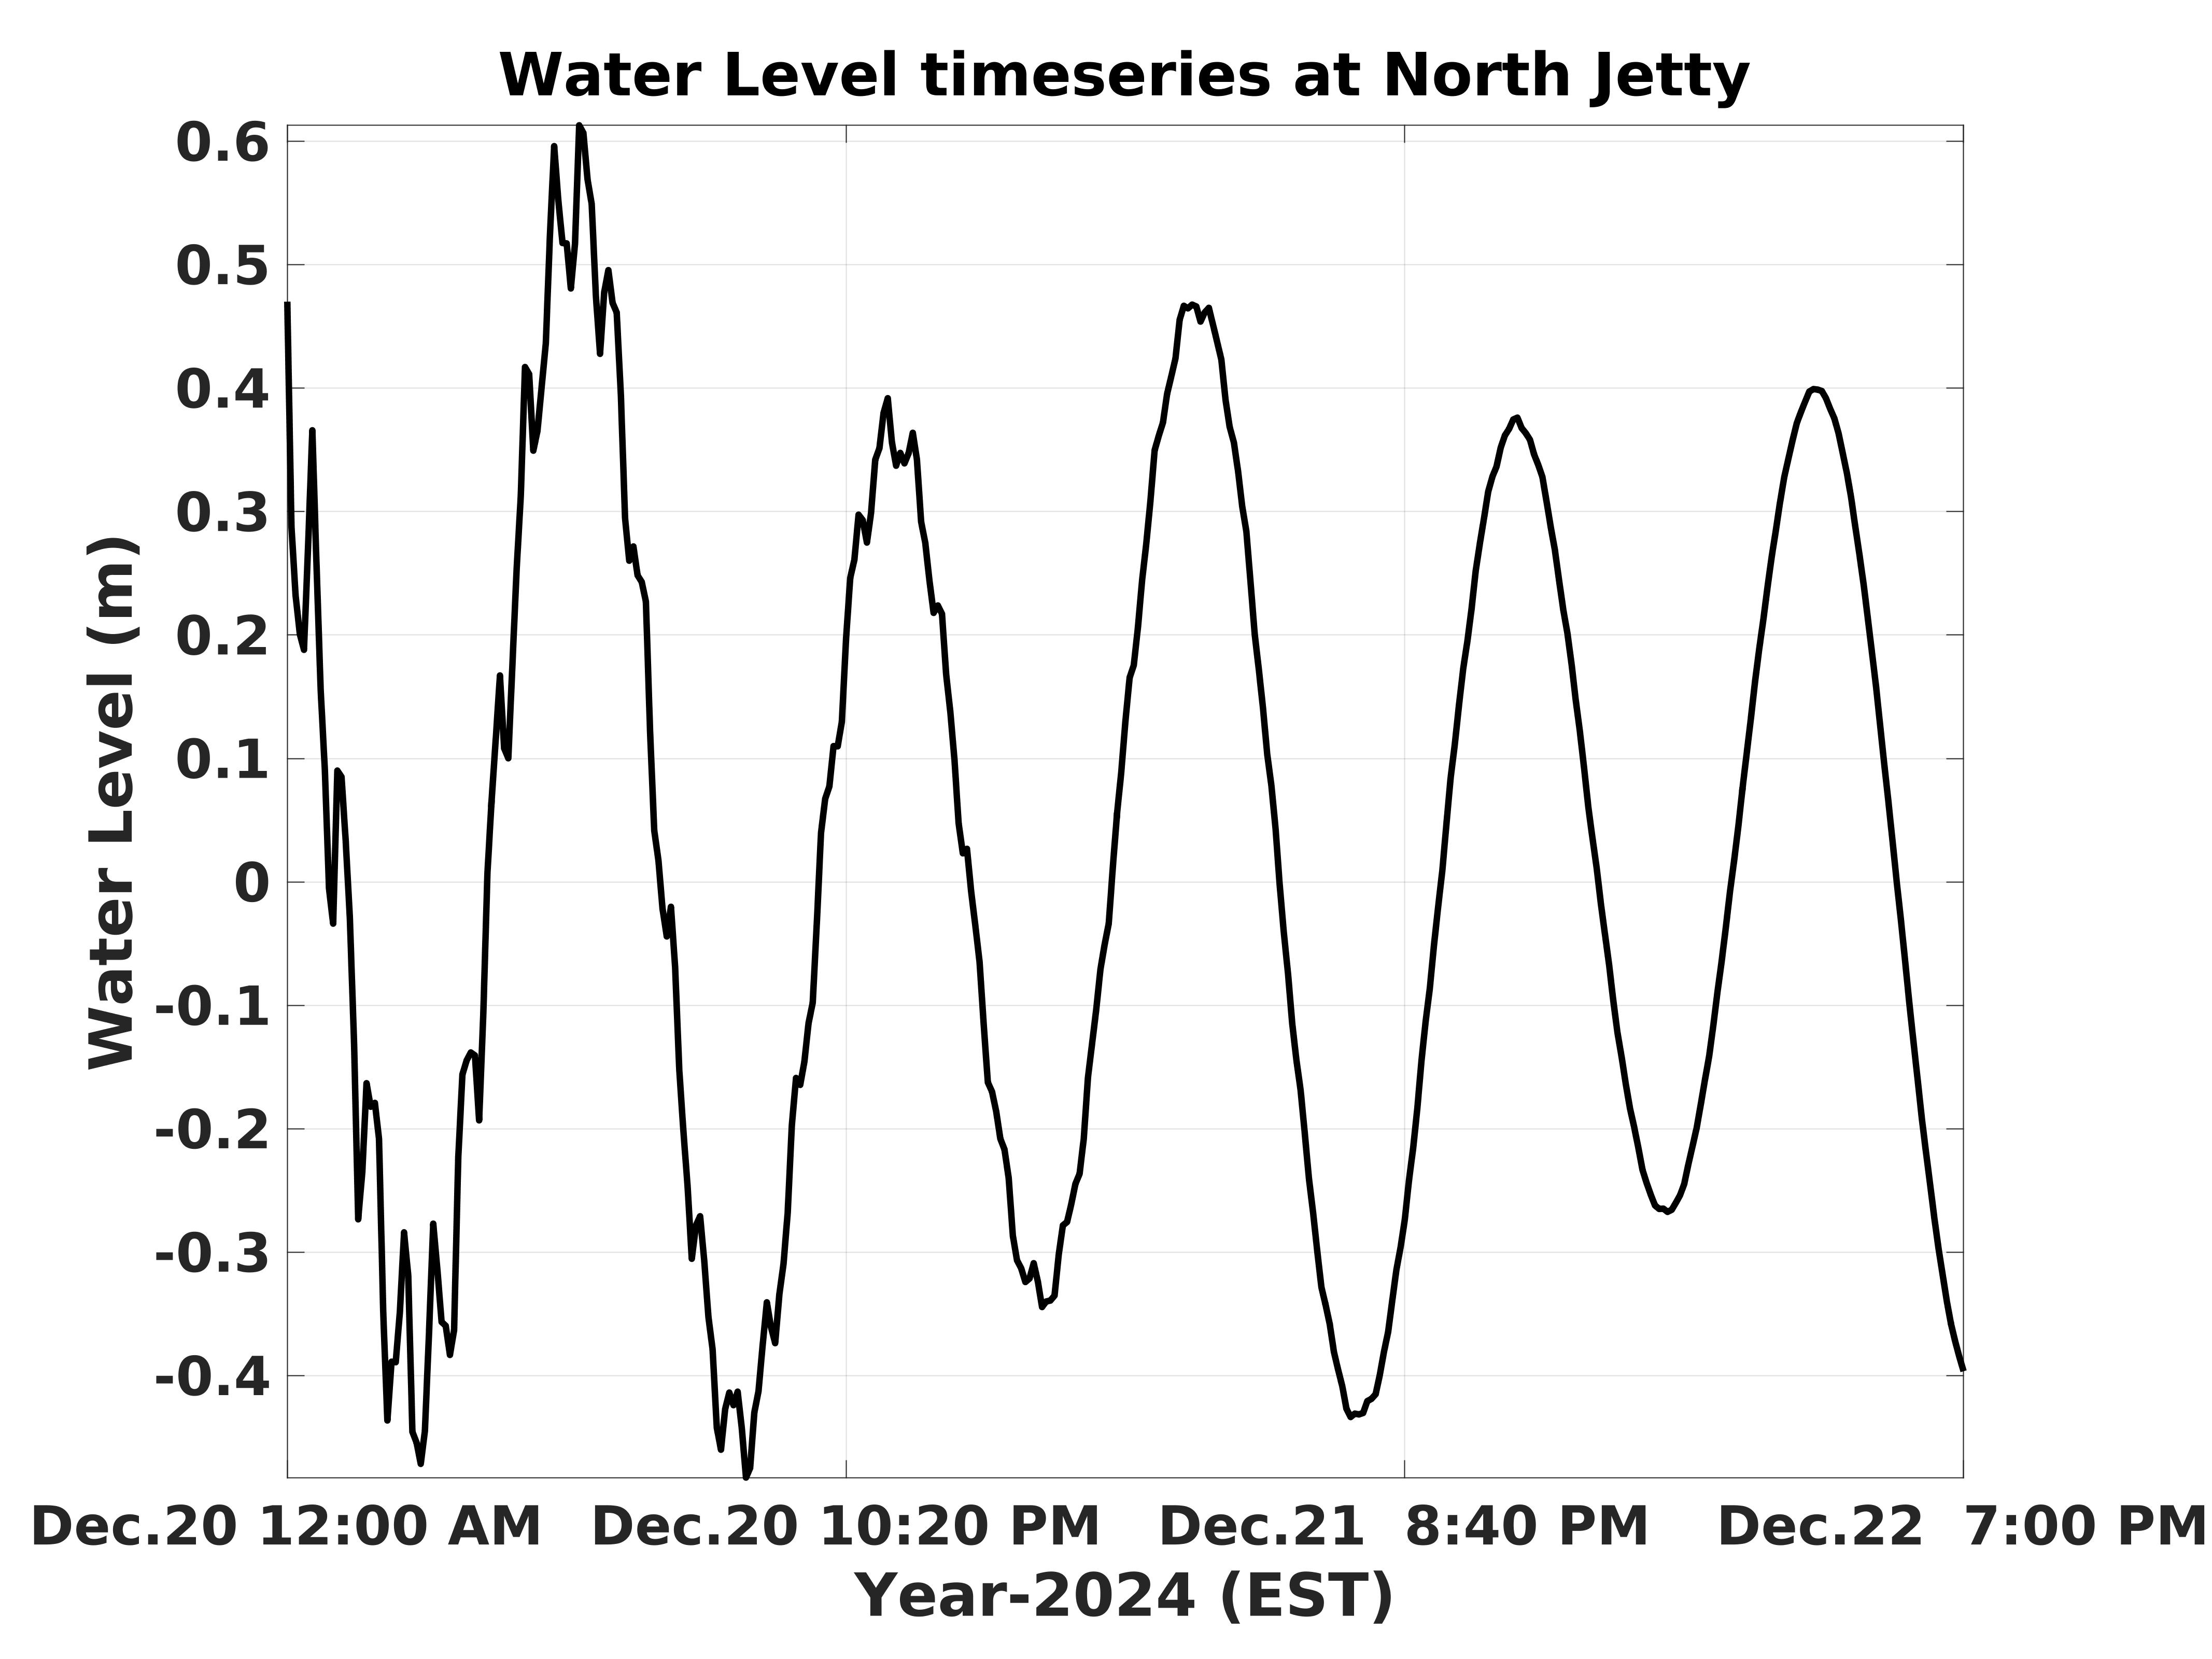 Water Level timeseries at North Jetty
0.6
0.5
0.4
0.3
0.2
0.1
0
-0.1
-0.2
-0.3
-0.4
Water Level (m)
Dec.20 12:00 AM Dec.20 10:20 PM Dec.21 8:40 PM Dec.22 7:00 PM
Year-2024 (EST)